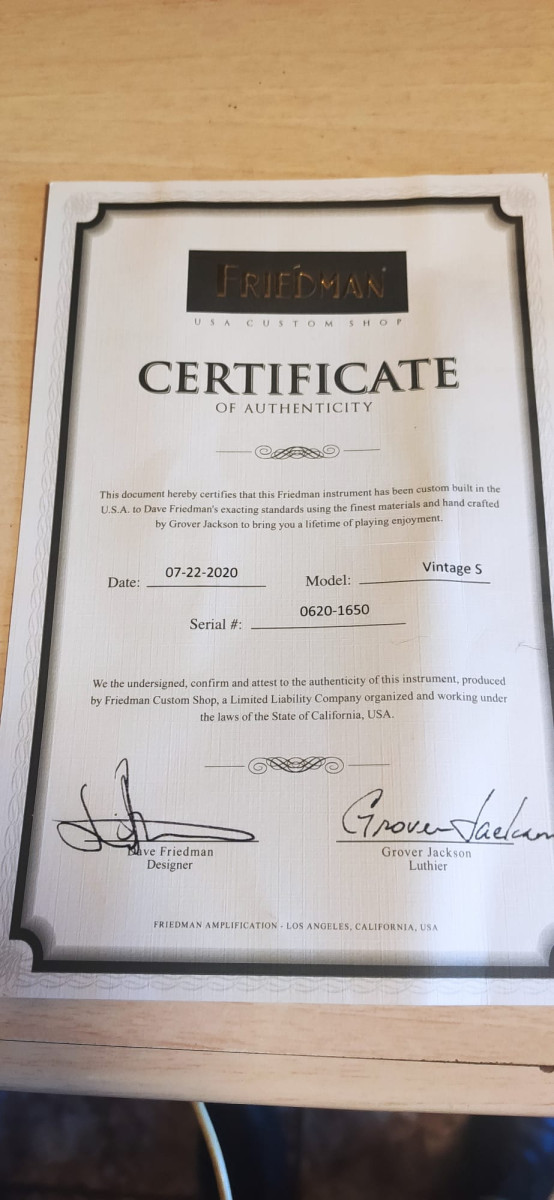 FRIEDMAN
USA CUSTOM SHOP
CERTIFICATE
OF AUTHENTICITY
This document hereby certifies that this Friedman instrument has been custom built in the
U.S.A. to Dave Friedman's exacting standards using the finest materials and hand crafted
by Grover Jackson to bring you a lifetime of playing enjoyment.
Date: 07-22-2020 Model: Vintage S
Serial #: 0620-1650
We the undersigned, confirm and attest to the authenticity of this instrument, produced
by Friedman Custom Shop, a Limited Liability Company organized and working under
the laws of the State of California, USA.
Grover Jackson
Dave Friedman Grover Jackson
Designer Luthier
FRIEDMAN AMPLIFICATION - LOS ANGELES, CALIFORNIA, USA